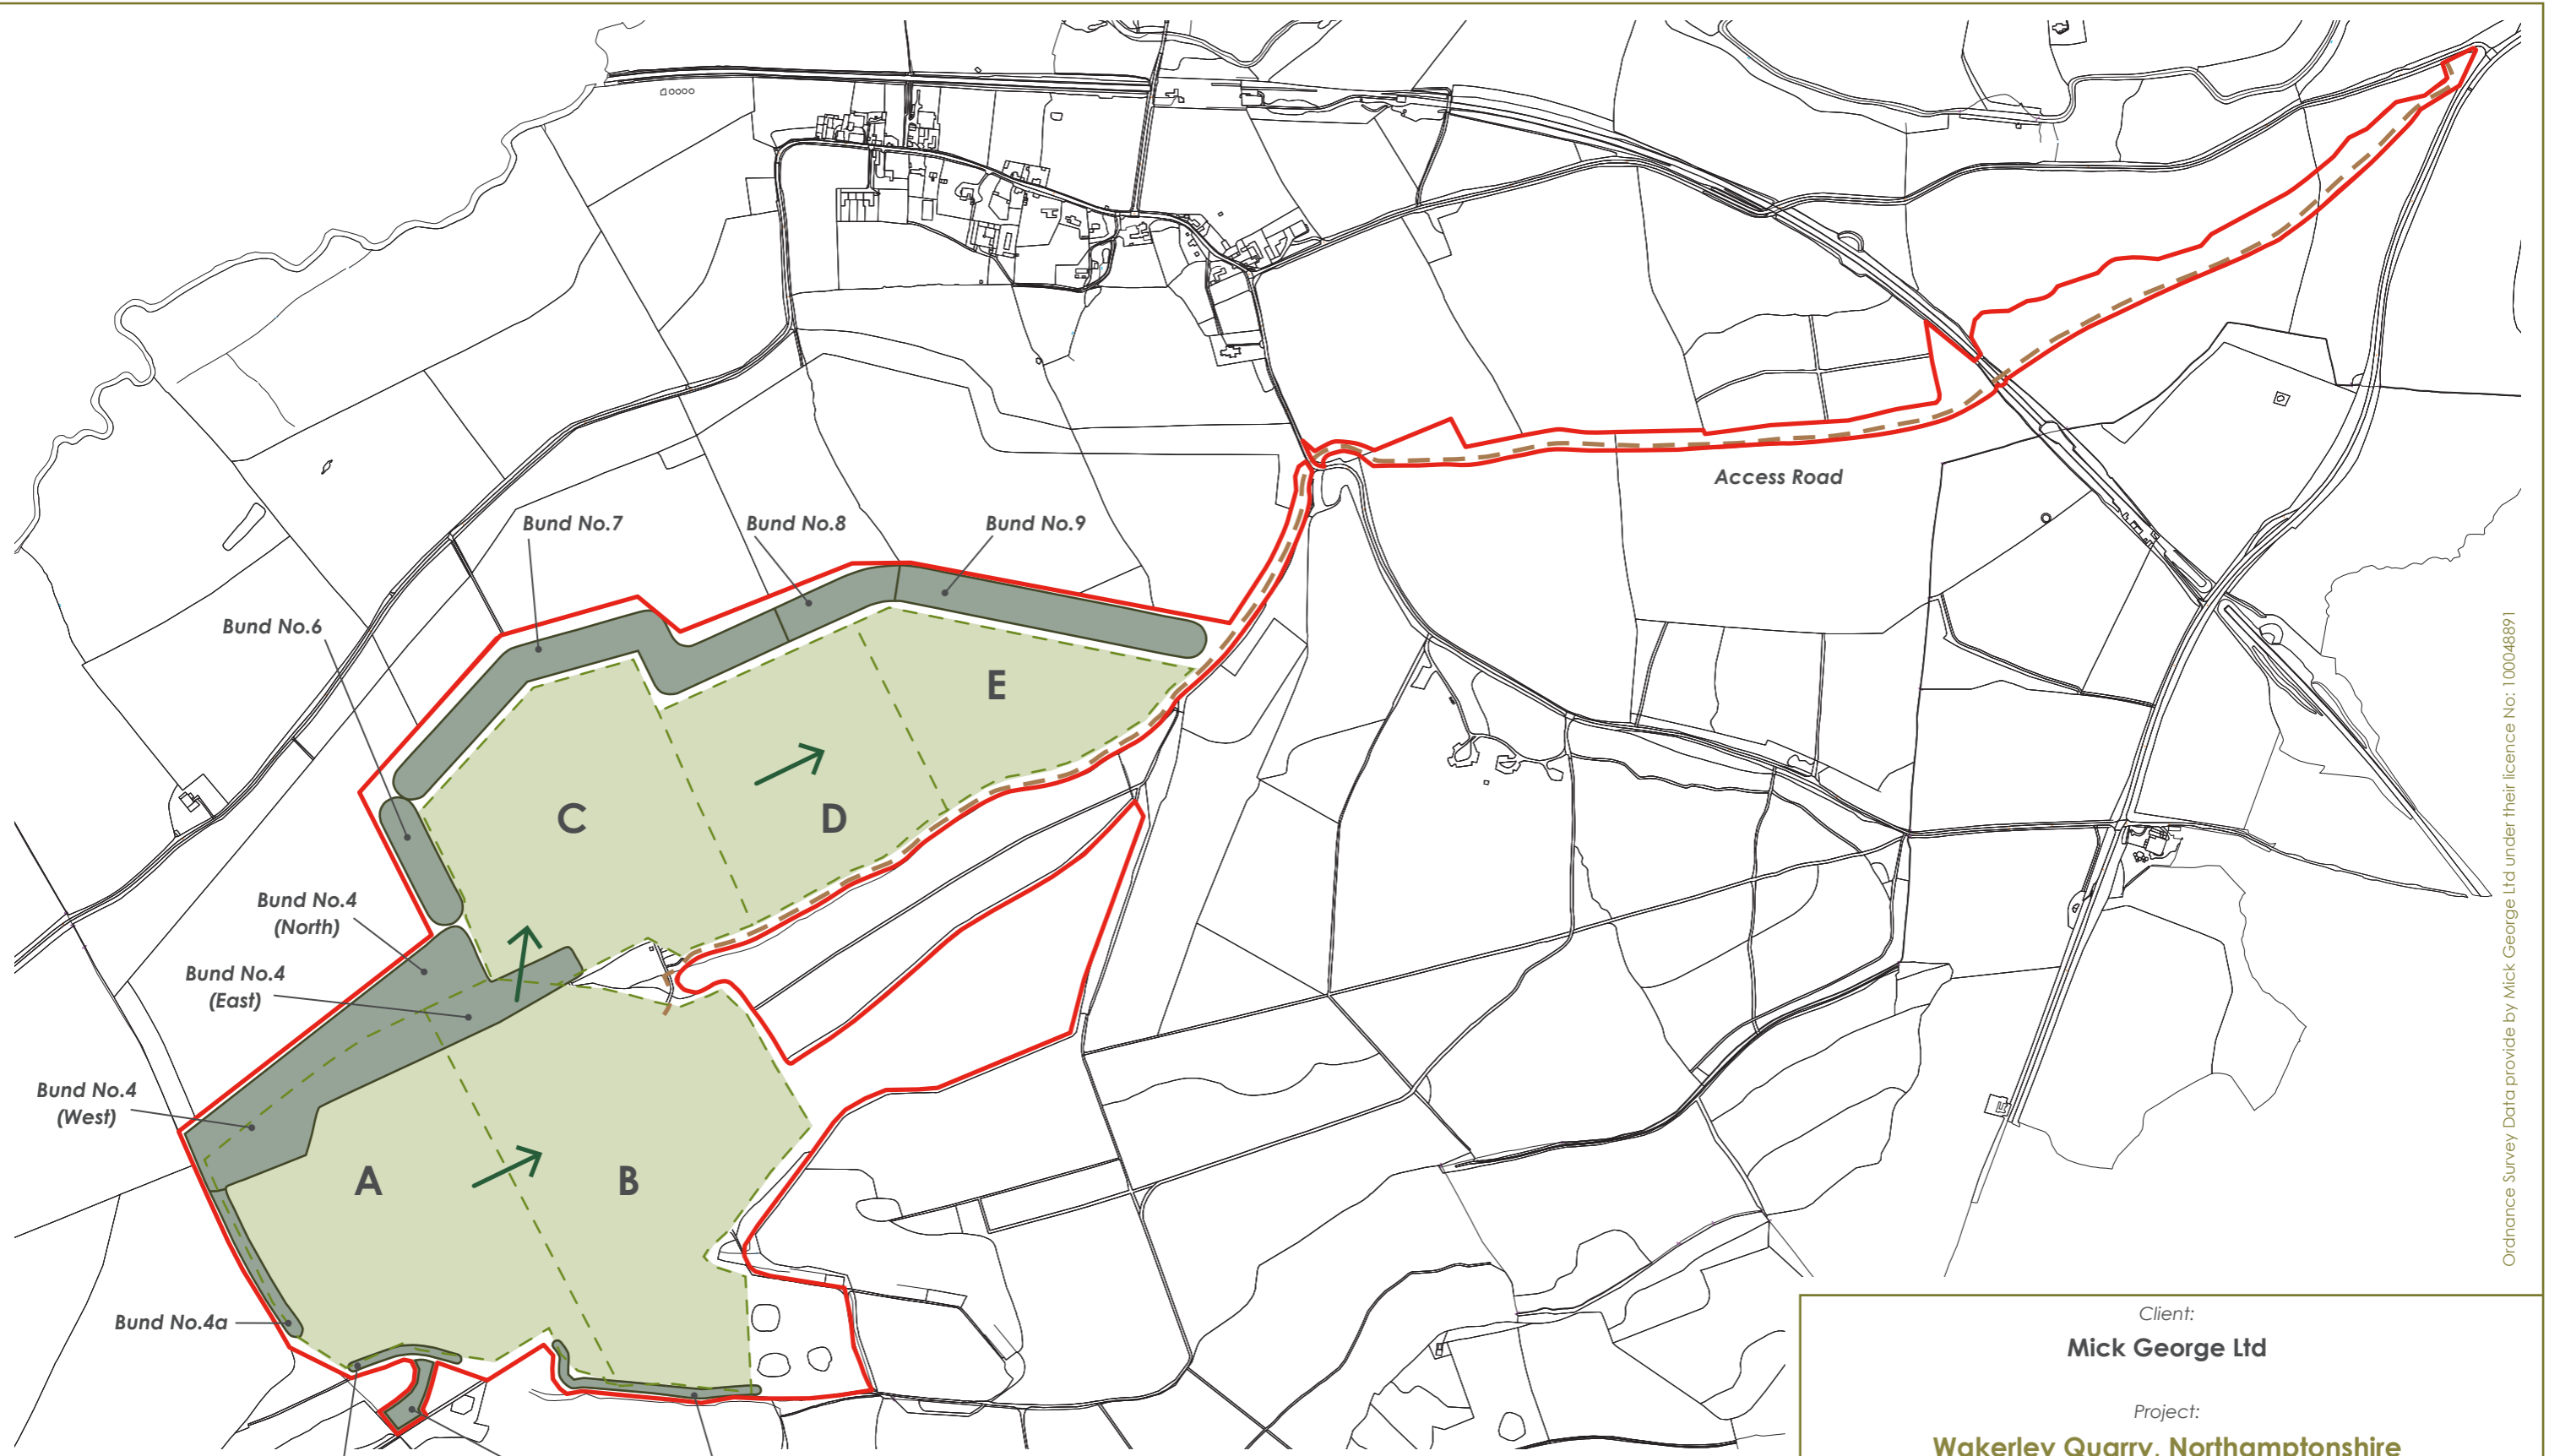 Access Road
Bund No.7
Bund No.8
Bund No.9
Bund No.6
E
C
D
Bund No.4
(North)
Bund No.4
(East)
Bund No.4
(West)
A
B
Bund No.4a
Ordnance Survey Data provide by Mick George Ltd under their licence No: 100048891
Client:
Mick George Ltd
Project:
Wakerley Quarry, Northamptonshire